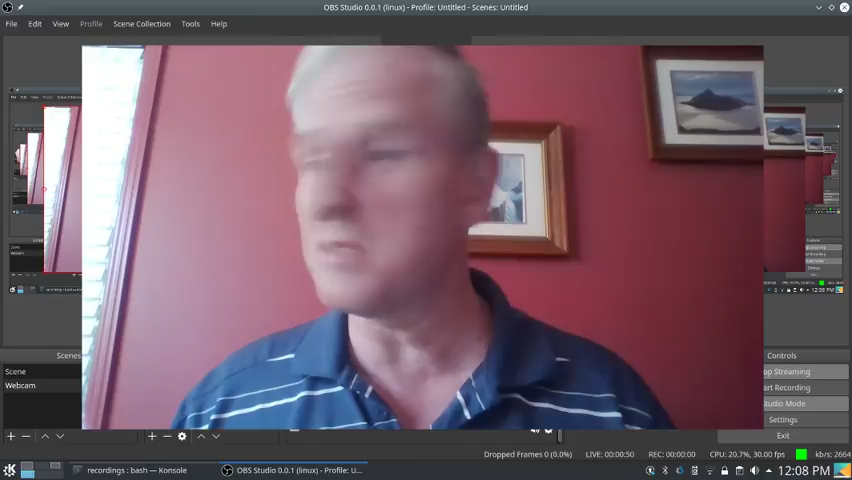 OBS Studio 0.0.1 (linux) - Profile: Untitled - Scenes: Untitled
File Edit View Profile Scene Collection Tools Help
Scenes
Controls
Scene
op Streaming
Webcam
art Recording
Studio Mode
Settings
Exit
Dropped Frames 0 (0.0%) LIVE: 00:00:50 REC: 00:00:00 CPU: 20.7%, 30.00 fps kb/s: 2664
recordings : bash — Konsole
OBS Studio 0.0.1 (linux) - Profile: U...
12:08 PM